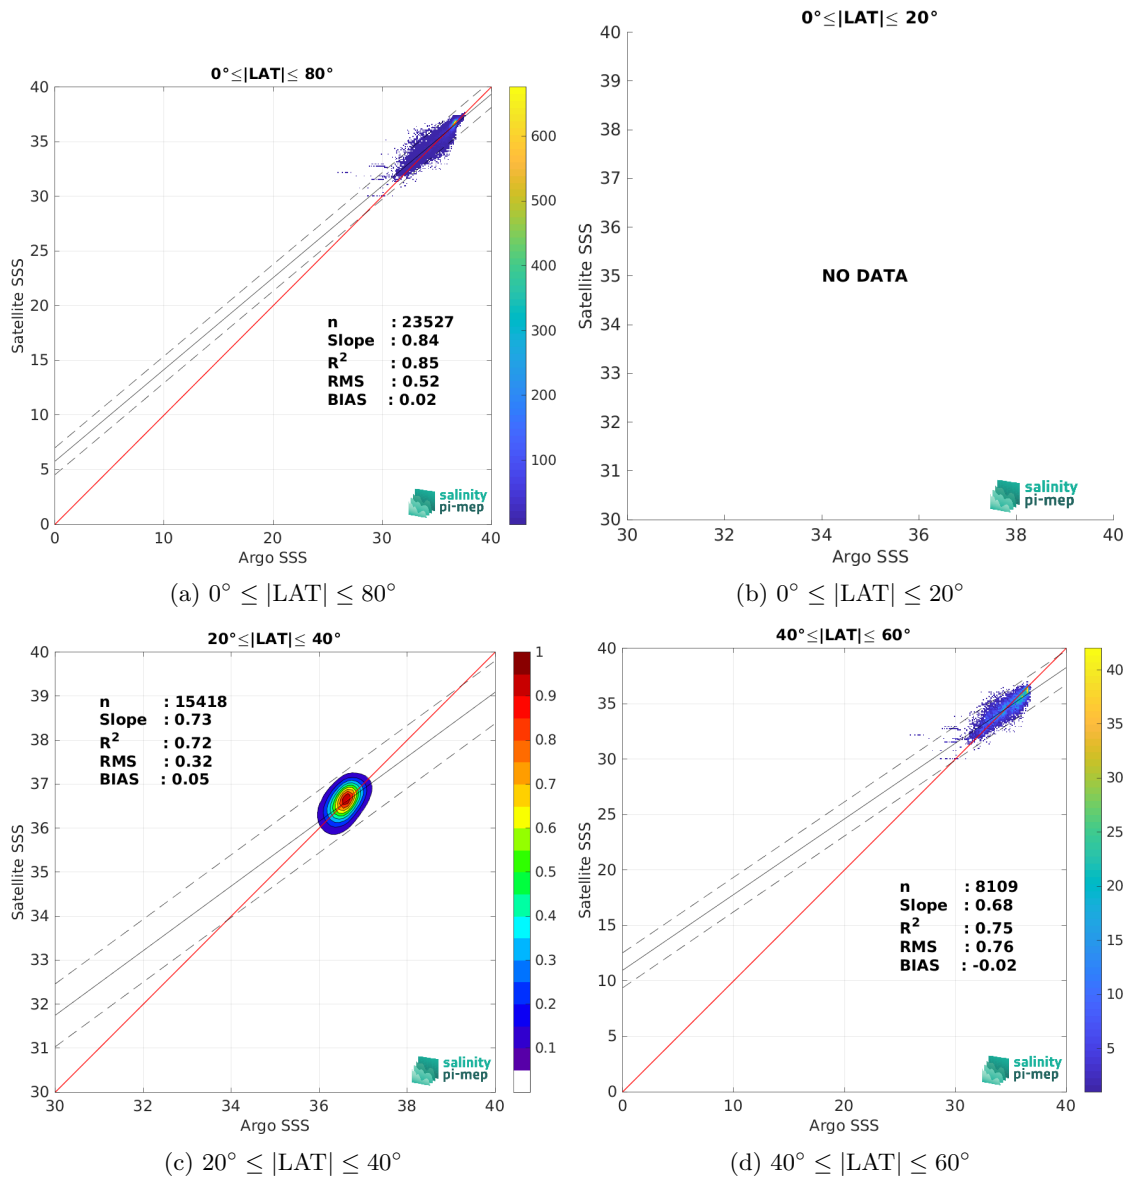 0°≤|LAT|≤ 80°
40
35
30
25
20
15
10
5
0
0
10
20
30
40
Satellite SSS
Argo SSS
n : 23527
Slope : 0.84
R2 : 0.85
RMS : 0.52
BIAS : 0.02
salinity
pi-mep
600
500
400
300
200
100
(a) 0° ≤ |LAT| ≤ 80°
0°≤|LAT|≤ 20°
40
39
38
37
36
35
34
33
32
31
30
30
32
34
36
38
40
Satellite SSS
Argo SSS
NO DATA
salinity
pi-mep
(b) 0° ≤ |LAT| ≤ 20°
20°≤|LAT|≤ 40°
40
39
38
37
36
35
34
33
32
31
30
30
32
34
36
38
40
Satellite SSS
Argo SSS
n : 15418
Slope : 0.73
R2 : 0.72
RMS : 0.32
BIAS : 0.05
salinity
pi-mep
1
0.9
0.8
0.7
0.6
0.5
0.4
0.3
0.2
0.1
(c) 20° ≤ |LAT| ≤ 40°
40°≤|LAT|≤ 60°
40
35
30
25
20
15
10
5
0
0
10
20
30
40
Satellite SSS
Argo SSS
n : 8109
Slope : 0.68
R2 : 0.75
RMS : 0.76
BIAS : -0.02
salinity
pi-mep
40
35
30
25
20
15
10
5
(d) 40° ≤ |LAT| ≤ 60°